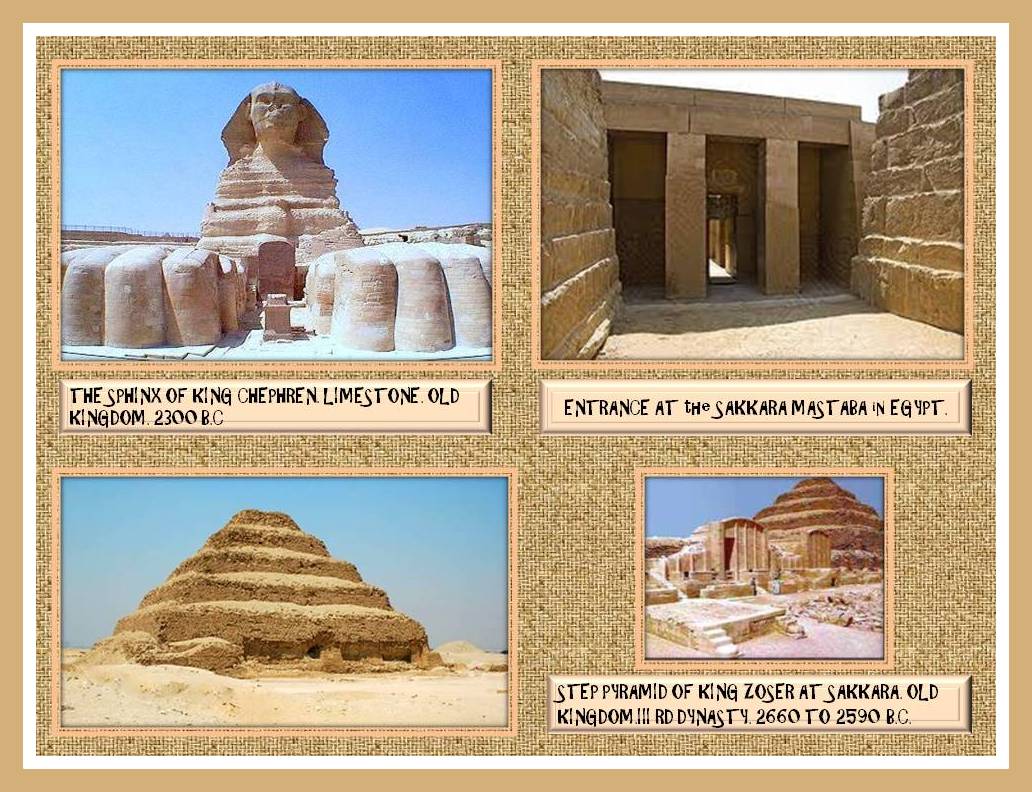 THE SPHINX OF KING CHEPHREN. LIMESTONE. OLD
KINGDOM. 2300 B.C
ENTRANCE AT the SAKKARA MASTABA iN EGYPT.
STEP PYRAMID OF KING ZOSER AT SAKKARA. OLD
KINGDOM.III RD DYNASTY. 2660 TO 2590 B.C.